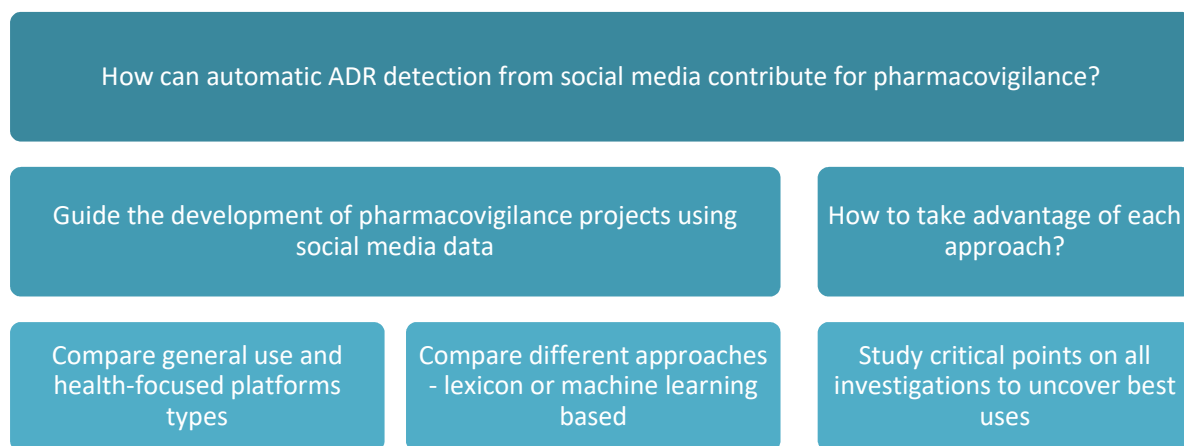 How can automatic ADR detection from social media contribute for pharmacovigilance?
Guide the development of pharmacovigilance projects using
social media data
How to take advantage of each
approach?
Compare general use and
health-focused platforms
types
Compare different approaches
- lexicon or machine learning
based
Study critical points on all
investigations to uncover best
uses